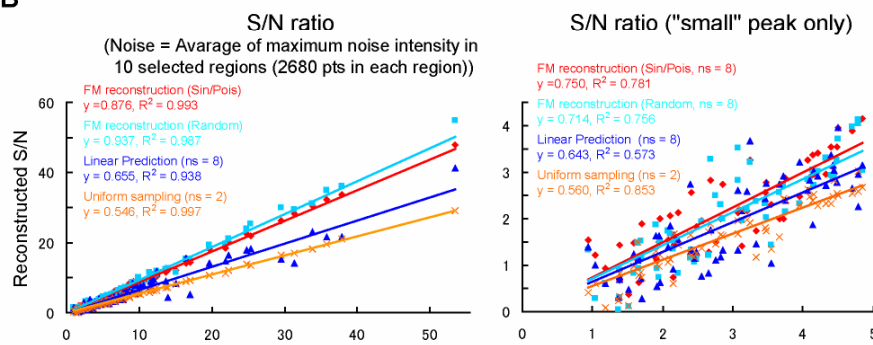 B
S/N ratio
(Noise = Avarage of maximum noise intensity in
10 selected regions (2680 pts in each region))
FM reconstruction (Sin/Pois)
y =0.876, R² = 0.993
FM reconstruction (Random)
y = 0.937, R² = 0.987
Linear Prediction (ns = 8)
y = 0.655, R² = 0.938
Uniform sampling (ns = 2)
y = 0.546, R² = 0.997
Reconstructed S/N
60
40
20
0
0 10 20 30 40 50
S/N ratio ("small" peak only)
FM reconstruction (Sin/Pois, ns = 8)
y =0.750, R² = 0.781
FM reconstruction (Random, ns = 8)
y = 0.714, R² = 0.756
Linear Prediction (ns = 8)
y = 0.643, R² = 0.573
Uniform sampling (ns = 2)
y = 0.560, R² = 0.853
4
3
2
1
0
0 1 2 3 4 5